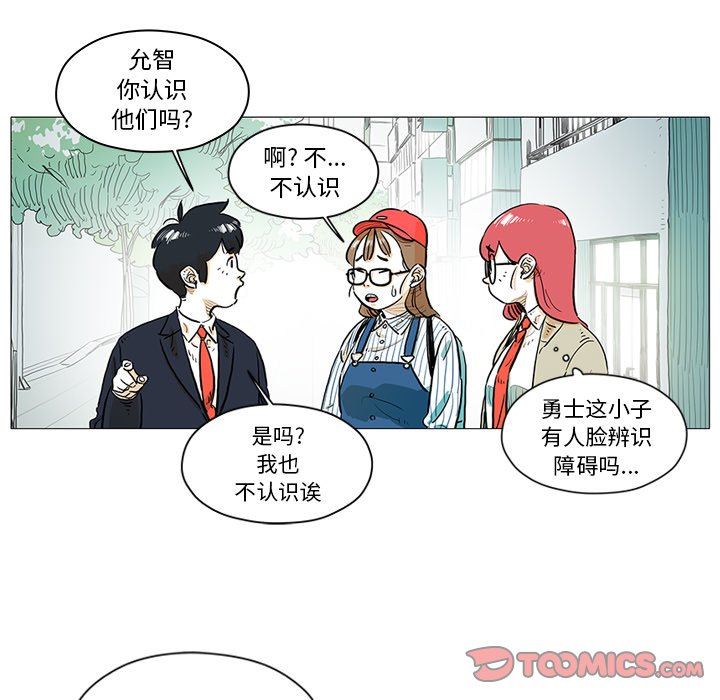 允智
你认识
他们吗?
啊? 不...
不认识
是吗?
我也
不认识诶
勇士这小子
有人脸辨识
障碍吗...
TOOMICS.COM